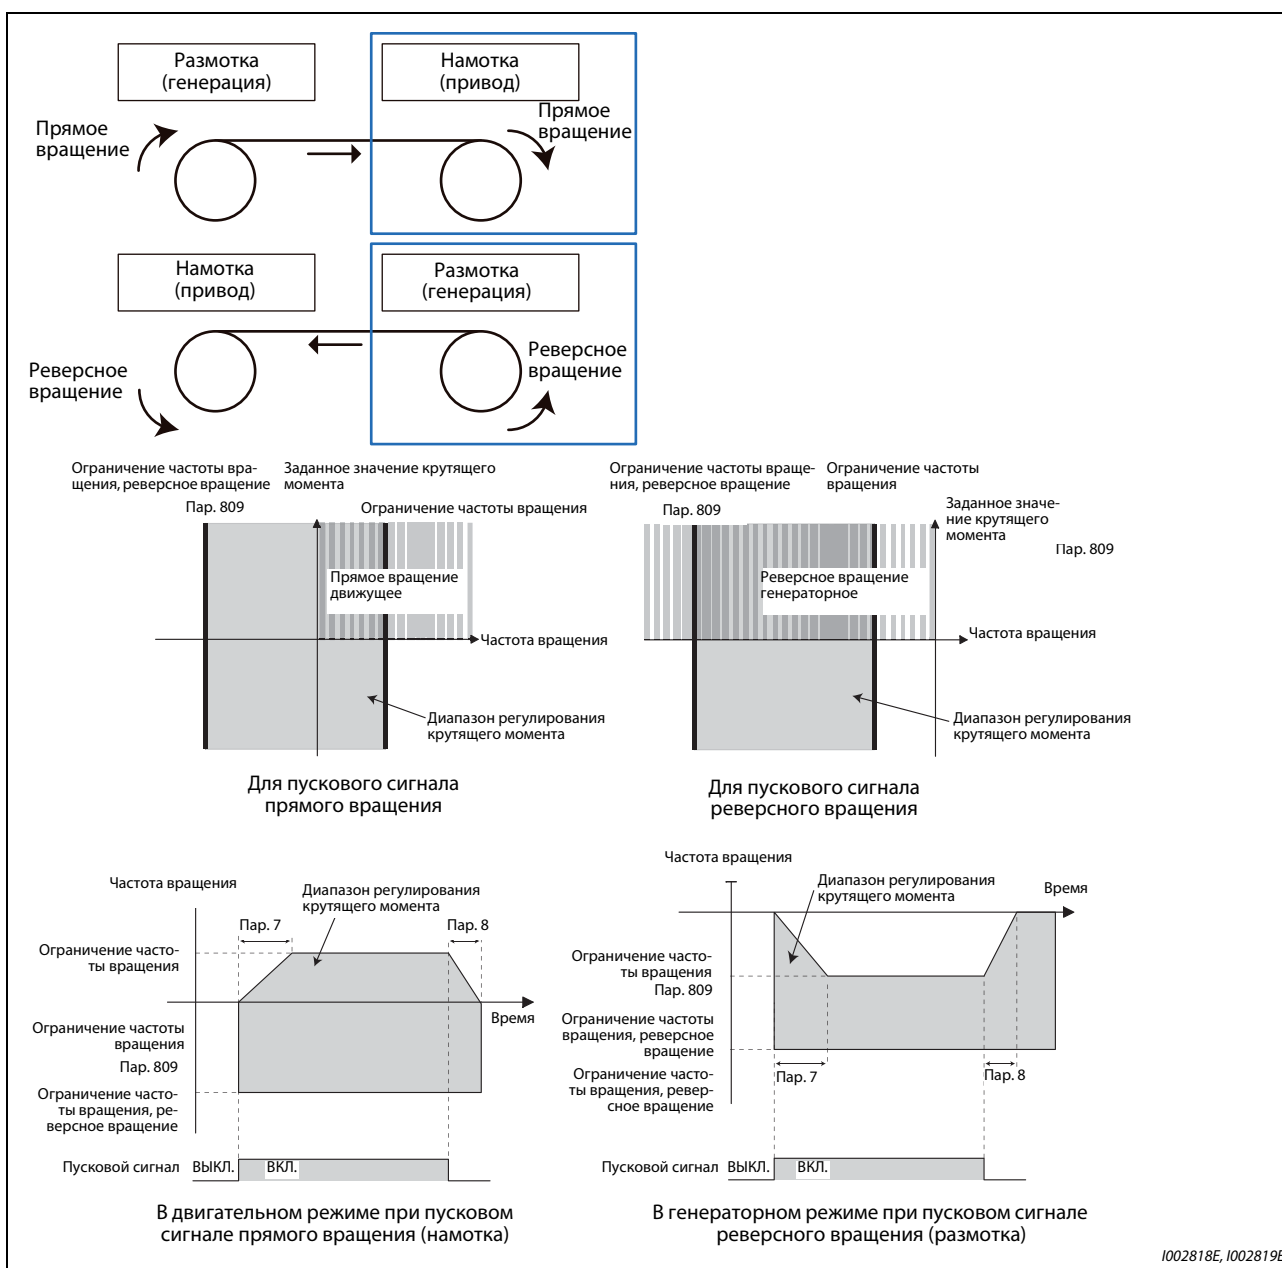 Размотка
(генерация)
Намотка
(привод)
Прямое
вращение
Прямое
вращение
Намотка
(привод)
Размотка
(генерация)
Реверсное
вращение
Реверсное
вращение
Ограничение частоты вра-
щения, реверсное вращение
Заданное значение крутящего
момента
Пар. 809
Ограничение частоты вращения
Прямое вращение
движущее
Частота вращения
Диапазон регулирования
крутящего момента
Для пускового сигнала
прямого вращения
Ограничение частоты враще-
ния, реверсное вращение
Ограничение частоты
вращения
Пар. 809
Заданное значе-
ние крутящего
момента
Пар. 809
Реверсное вращение
генераторное
Частота вращения
Диапазон регулирования
крутящего момента
Для пускового сигнала
реверсного вращения
Частота вращения
Диапазон регулирования
крутящего момента
Пар. 7
Пар. 8
Ограничение часто-
ты вращения
Время
Ограничение частоты
вращения
Пар. 809
Ограничение часто-
ты вращения, ре-
версное вращение
Пусковой сигнал
ВЫКЛ.
ВКЛ.
В двигательном режиме при пусковом
сигнале прямого вращения (намотка)
Частота вращения
Диапазон регулирования
крутящего момента
Время
Ограничение часто-
ты вращения
Пар. 809
Ограничение частоты
вращения, реверсное
вращение
Пар. 7
Пар. 8
Ограничение часто-
ты вращения, ревер-
сное вращение
Пусковой сигнал
ВЫКЛ.
ВКЛ.
В генераторном режиме при пусковом сигнале
реверсного вращения (размотка)
I002818E, I002819E